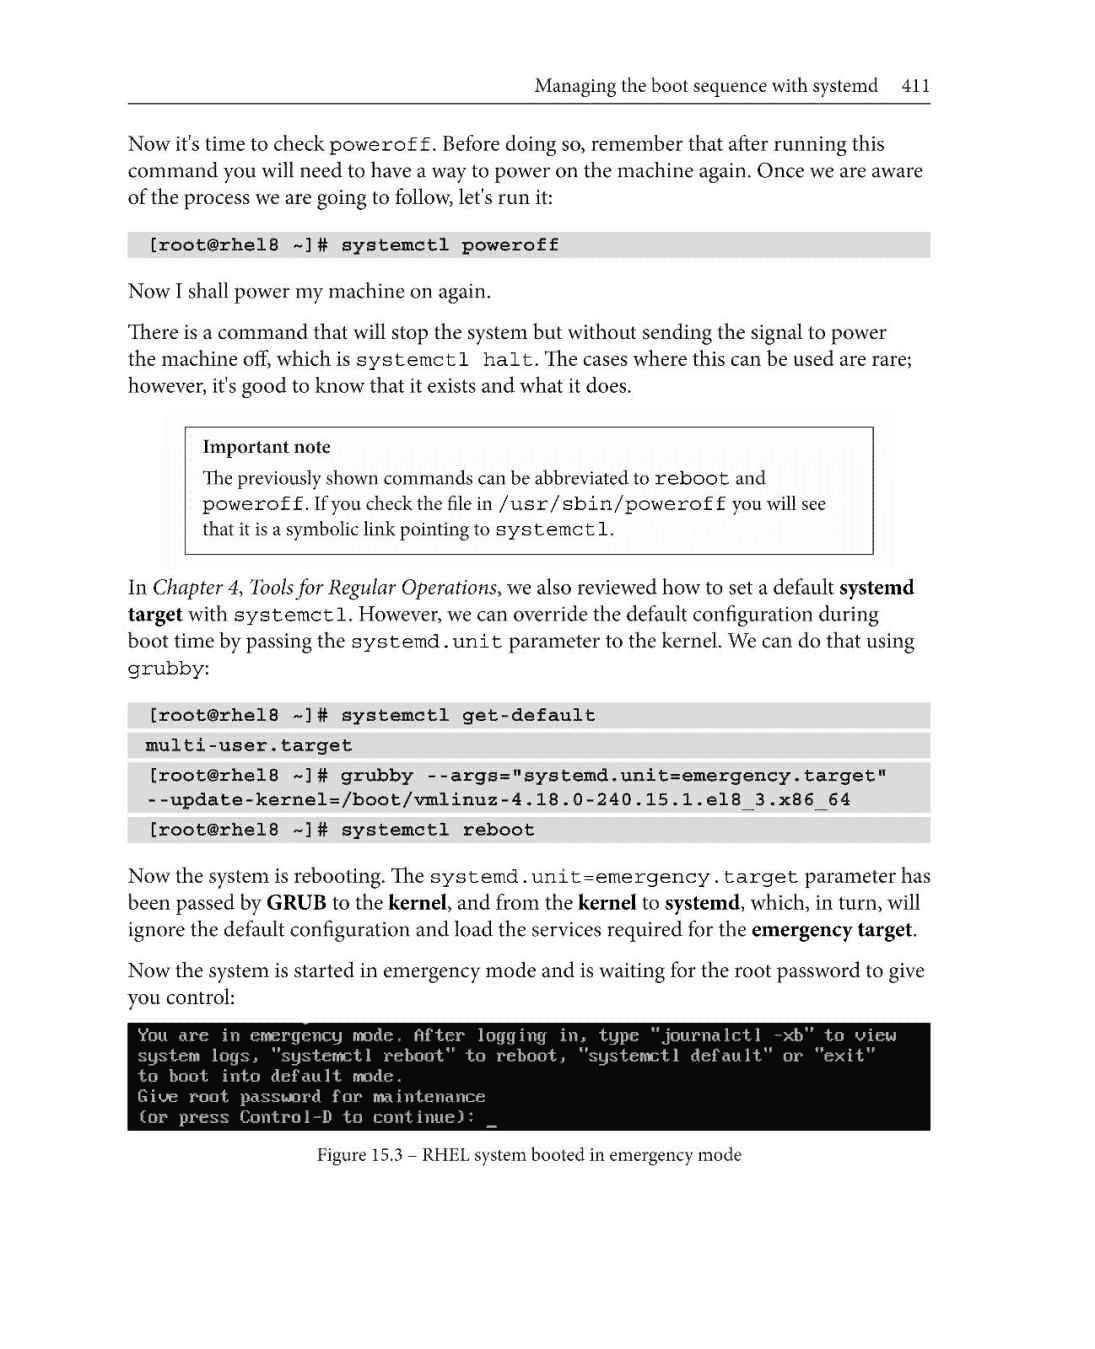 Managing the boot sequence with systemd 411
Now it's time to check poweroff. Before doing so, remember that after running this
command you will need to have a way to power on the machine again. Once we are aware
of the process we are going to follow, let's run it:
[root@rhel8 ~]# systemctl poweroff
Now I shall power my machine on again.
There is a command that will stop the system but without sending the signal to power
the machine off, which is systemctl halt. The cases where this can be used are rare;
however, it's good to know that it exists and what it does.
Important note
The previously shown commands can be abbreviated to reboot and
poweroff. If you check the file in /usr/sbin/poweroff you will see
that it is a symbolic link pointing to systemctl.
In Chapter 4, Tools for Regular Operations, we also reviewed how to set a default systemd
target with systemctl. However, we can override the default configuration during
boot time by passing the systemd.unit parameter to the kernel. We can do that using
grubby:
[root@rhel8 ~]# systemctl get-default
multi-user.target
[root@rhel8 ~]# grubby --args="systemd.unit=emergency.target"
--update-kernel=/boot/vmlinuz-4.18.0-240.15.1.el8_3.x86_64
[root@rhel8 ~]# systemctl reboot
Now the system is rebooting. The systemd.unit=emergency.target parameter has
been passed by GRUB to the kernel, and from the kernel to systemd, which, in turn, will
ignore the default configuration and load the services required for the emergency target.
Now the system is started in emergency mode and is waiting for the root password to give
you control:
You are in emergency mode. After logging in, type "journalctl -xb" to view
system logs, "systemctl reboot" to reboot, "systemctl default" or "exit"
to boot into default mode.
Give root password for maintenance
(or press Control-D to continue): _
Figure 15.3 – RHEL system booted in emergency mode